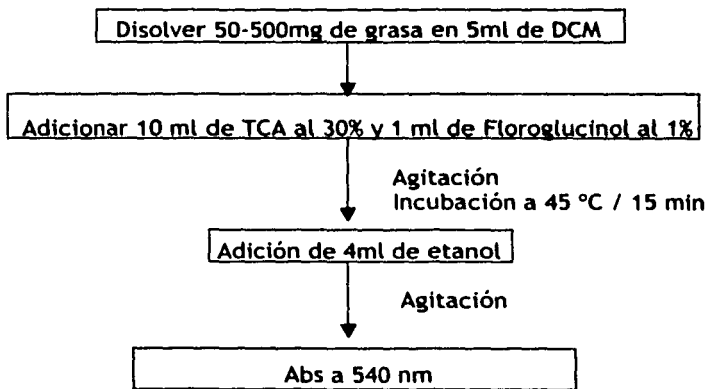 Disolver 50-500mg de grasa en 5ml de DCM
Adicionar 10 ml de TCA al 30% y 1 ml de Floroglucinol al 1%
Agitación
Incubación a 45 °C / 15 min
Adición de 4ml de etanol
Agitación
Abs a 540 nm